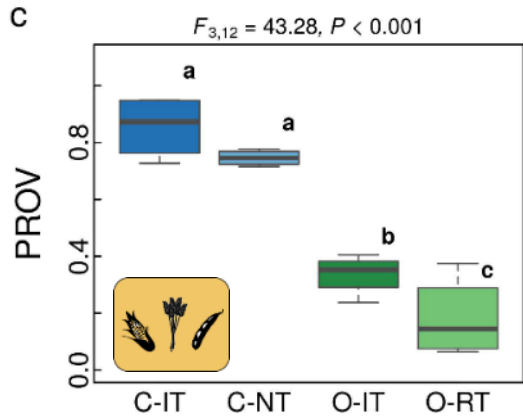 C
F3,12 = 43.28, P < 0.001
PROV
0.8
0.4
0.0
a
a
b
c
C-IT C-NT O-IT O-RT